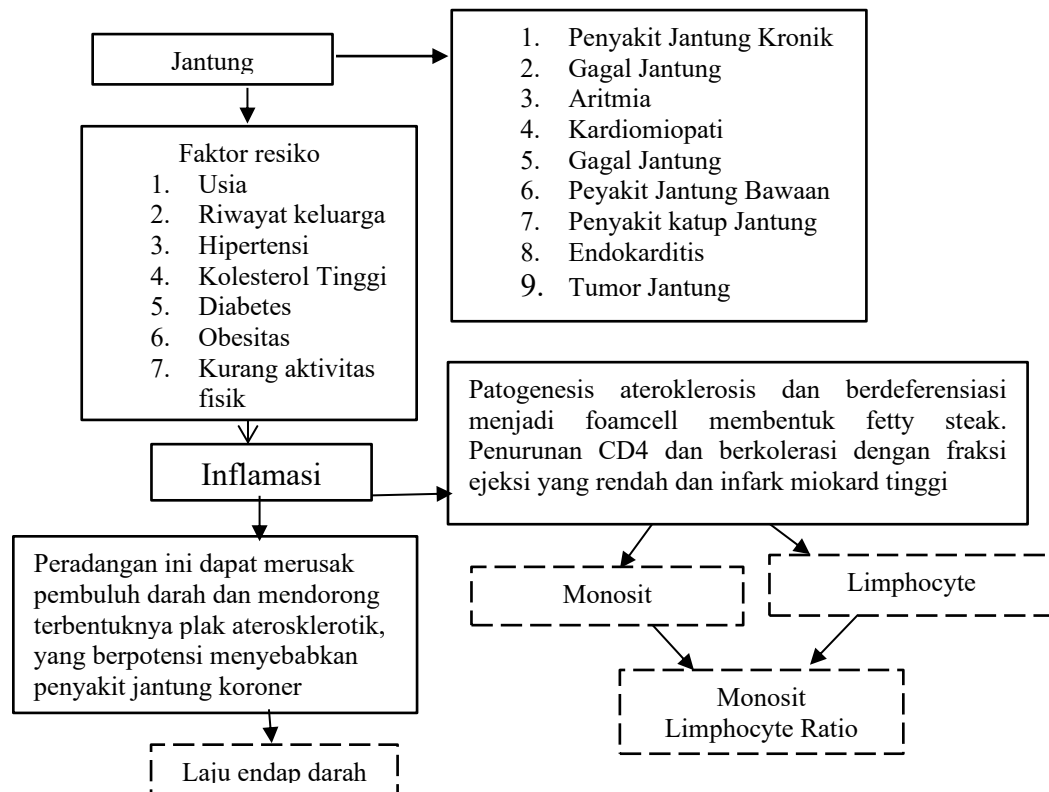 Jantung
1. Penyakit Jantung Kronik
2. Gagal Jantung
3. Aritmia
4. Kardiomiopati
5. Gagal Jantung
6. Peyakit Jantung Bawaan
7. Penyakit katup Jantung
8. Endokarditis
9. Tumor Jantung
Faktor resiko
1. Usia
2. Riwayat keluarga
3. Hipertensi
4. Kolesterol Tinggi
5. Diabetes
6. Obesitas
7. Kurang aktivitas
fisik
Inflamasi
Patogenesis ateroklerosis dan berdeferensiasi
menjadi foamcell membentuk fetty steak.
Penurunan CD4 dan berkolerasi dengan fraksi
ejeksi yang rendah dan infark miokard tinggi
Peradangan ini dapat merusak
pembuluh darah dan mendorong
terbentuknya plak aterosklerotik,
yang berpotensi menyebabkan
penyakit jantung koroner
Monosit
Limphocyte
Monosit
Limphocyte Ratio
Laju endap darah